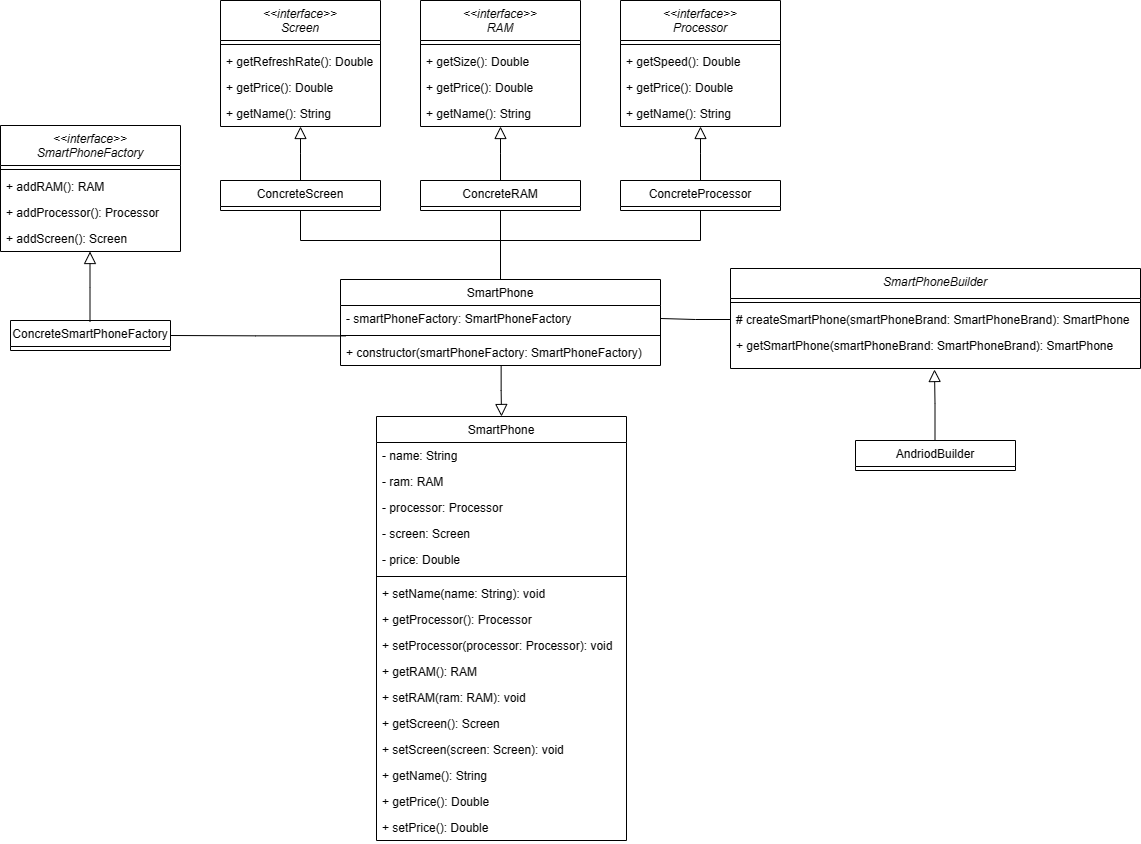 <<interface>>
Screen
+ getRefreshRate(): Double
+ getPrice(): Double
+ getName(): String
<<interface>>
RAM
+ getSize(): Double
+ getPrice(): Double
+ getName(): String
<<interface>>
Processor
+ getSpeed(): Double
+ getPrice(): Double
+ getName(): String
<<interface>>
SmartPhoneFactory
+ addRAM(): RAM
+ addProcessor(): Processor
+ addScreen(): Screen
ConcreteScreen
ConcreteRAM
ConcreteProcessor
ConcreteSmartPhoneFactory
SmartPhone
- smartPhoneFactory: SmartPhoneFactory
+ constructor(smartPhoneFactory: SmartPhoneFactory)
SmartPhoneBuilder
# createSmartPhone(smartPhoneBrand: SmartPhoneBrand): SmartPhone
+ getSmartPhone(smartPhoneBrand: SmartPhoneBrand): SmartPhone
AndriodBuilder
SmartPhone
- name: String
- ram: RAM
- processor: Processor
- screen: Screen
- price: Double
+ setName(name: String): void
+ getProcessor(): Processor
+ setProcessor(processor: Processor): void
+ getRAM(): RAM
+ setRAM(ram: RAM): void
+ getScreen(): Screen
+ setScreen(screen: Screen): void
+ getName(): String
+ getPrice(): Double
+ setPrice(): Double